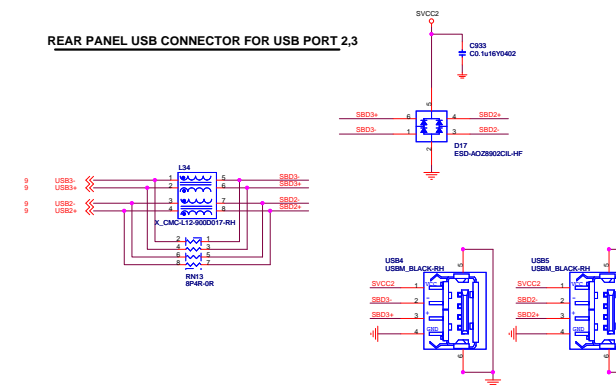 SVCC2
REAR PANEL USB CONNECTOR FOR USB PORT 2,3
C933
C0.1u16Y0402
5
SBD3+ 6 4 SBD2+
SBD3- 1 3 SBD2-
2
D17
ESD-AOZ8902CIL-HF
L34
9 USB3- 1 5 SBD3-
9 USB3+ 2 6 SBD3+
9 USB2- 3 7 SBD2-
9 USB2+ 4 8 SBD2+
X_CMC-L12-900D017-RH
2 1
4 3
6 5
8 7
RN13
8P4R-0R
USB4 USB5
USBM_BLACK-RH USBM_BLACK-RH
5 5
SVCC2 1 VCC SVCC2 1 VCC
SBD3- 2 - SBD2- 2 -
SBD3+ 3 + SBD2+ 3 +
4 GND 4 GND
6 6